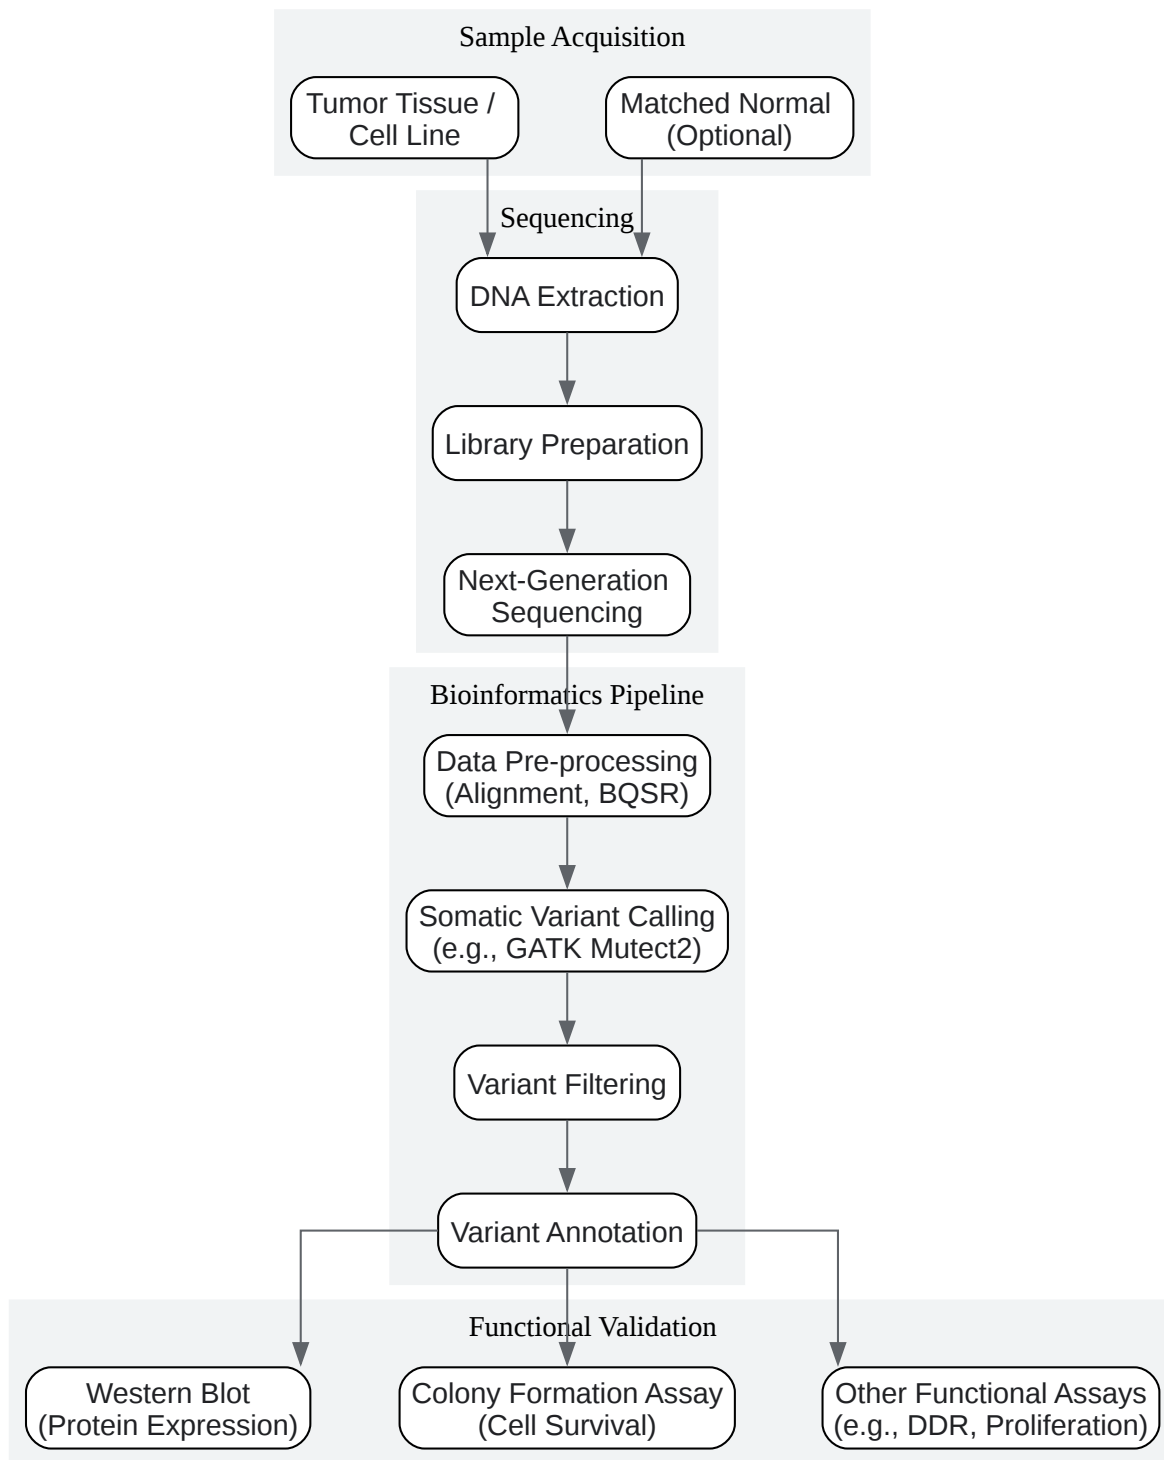 Sample Acquisition
Tumor Tissue /
Cell Line
Matched Normal
(Optional)
Sequencing
DNA Extraction
Library Preparation
Next-Generation
Sequencing
Bioinformatics Pipeline
Data Pre-processing
(Alignment, BQSR)
Somatic Variant Calling
(e.g., GATK Mutect2)
Variant Filtering
Variant Annotation
Functional Validation
Western Blot
(Protein Expression)
Colony Formation Assay
(Cell Survival)
Other Functional Assays
(e.g., DDR, Proliferation)